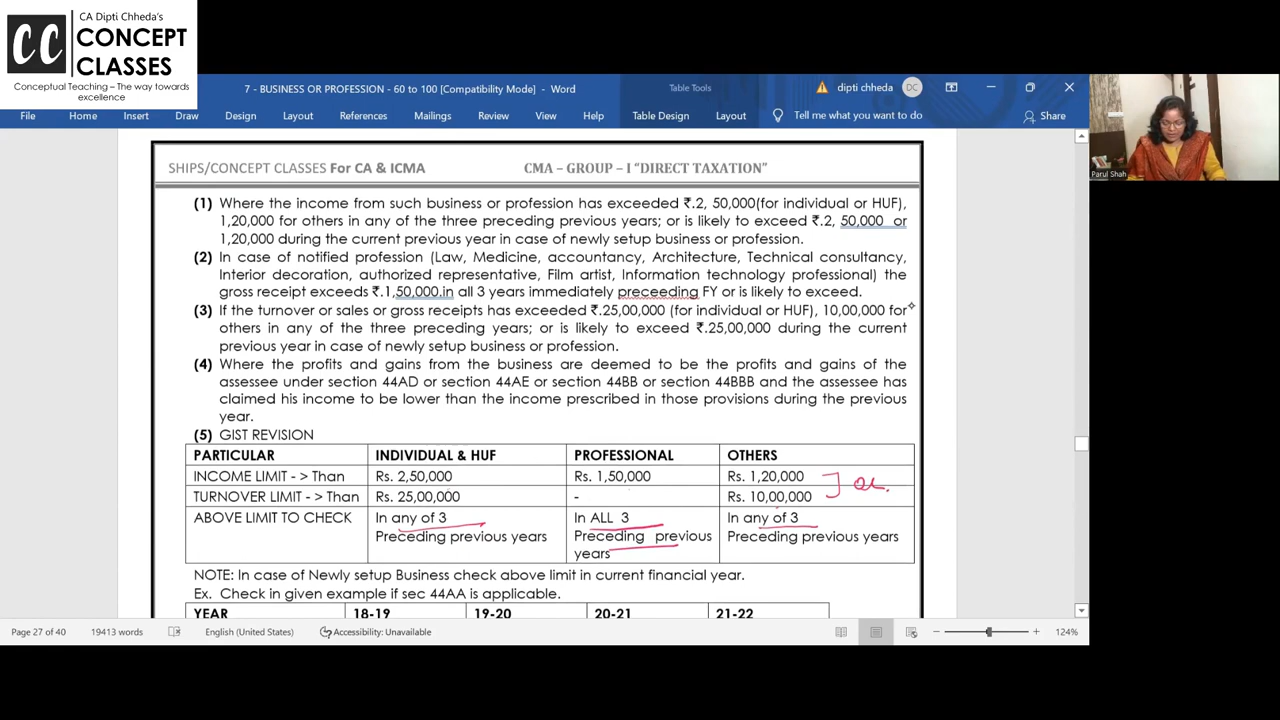 CA Dipti Chheda's
CC CONCEPT
CLASSES
Conceptual Teaching – The way towards
excellence
7 - BUSINESS OR PROFESSION - 60 to 100 [Compatibility Mode] - Word
Table Tools
dipti chheda
DC
File Home Insert Draw Design Layout References Mailings Review View Help Table Design Layout Tell me what you want to do Share
Parul Shah
SHIPS/CONCEPT CLASSES For CA & ICMA CMA – GROUP – I "DIRECT TAXATION"
(1) Where the income from such business or profession has exceeded ₹.2, 50,000(for individual or HUF),
1,20,000 for others in any of the three preceding previous years; or is likely to exceed ₹.2, 50,000 or
1,20,000 during the current previous year in case of newly setup business or profession.
(2) In case of notified profession (Law, Medicine, accountancy, Architecture, Technical consultancy,
Interior decoration, authorized representative, Film artist, Information technology professional) the
gross receipt exceeds ₹.1,50,000.in all 3 years immediately preceeding FY or is likely to exceed.
(3) If the turnover or sales or gross receipts has exceeded ₹.25,00,000 (for individual or HUF), 10,00,000 for
others in any of the three preceding years; or is likely to exceed ₹.25,00,000 during the current
previous year in case of newly setup business or profession.
(4) Where the profits and gains from the business are deemed to be the profits and gains of the
assessee under section 44AD or section 44AE or section 44BB or section 44BBB and the assessee has
claimed his income to be lower than the income prescribed in those provisions during the previous
year.
(5) GIST REVISION
PARTICULAR INDIVIDUAL & HUF PROFESSIONAL OTHERS
INCOME LIMIT - > Than Rs. 2,50,000 Rs. 1,50,000 Rs. 1,20,000
or
TURNOVER LIMIT - > Than Rs. 25,00,000 - Rs. 10,00,000
ABOVE LIMIT TO CHECK In any of 3 In ALL 3 In any of 3
Preceding previous years Preceding previous Preceding previous years
years
NOTE: In case of Newly setup Business check above limit in current financial year.
Ex. Check in given example if sec 44AA is applicable.
YEAR 18-19 19-20 20-21 21-22
Page 27 of 40 19413 words English (United States) Accessibility: Unavailable 124%